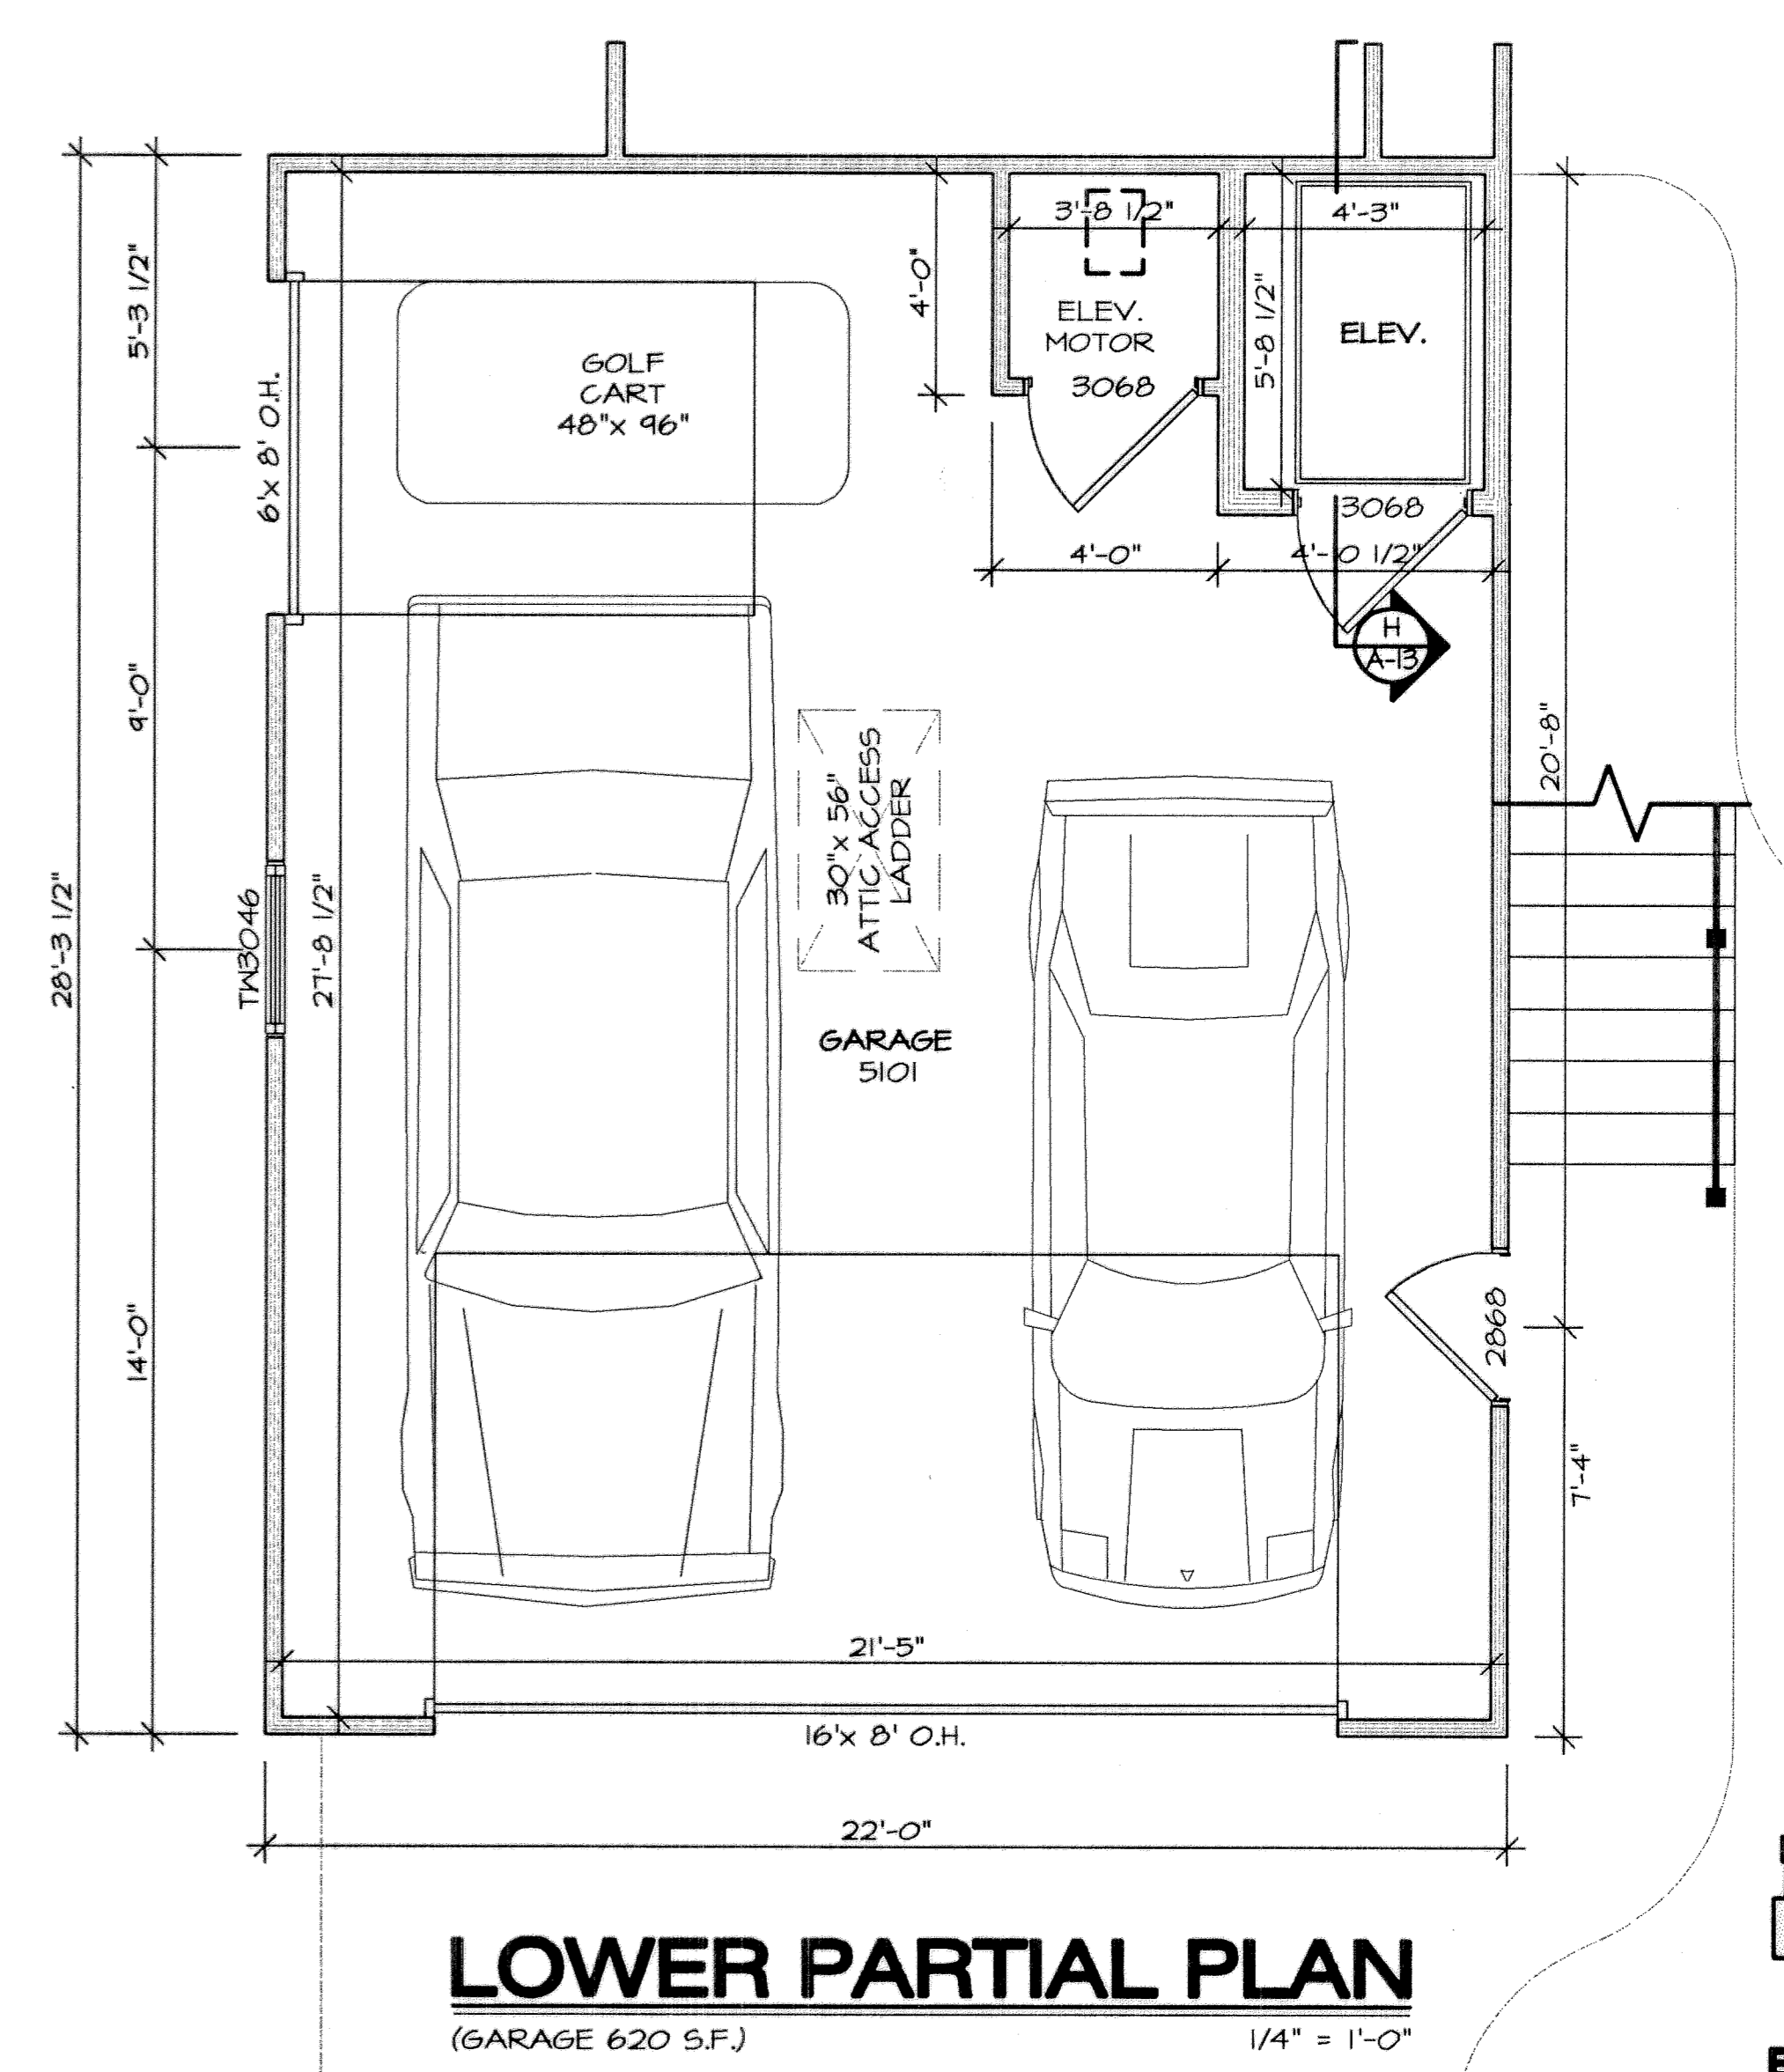 3'-8 1/2"
4'-3"
5'-3 1/2"
4'-0"
5'-8 1/2"
ELEV.
MOTOR
3068
ELEV.
GOLF
CART
48"x 96"
6'x 8' O.H.
3068
4'-0"
4'-0 1/2"
H
A-13
9'-0"
20'-8"
30"x 56"
ATTIC ACCESS
LADDER
28'-3 1/2"
TW3046
27'-8 1/2"
GARAGE
5101
14'-0"
2868
7'-4"
21'-5"
16'x 8' O.H.
22'-0"
LOWER PARTIAL PLAN
(GARAGE 620 S.F.)
1/4" = 1'-0"